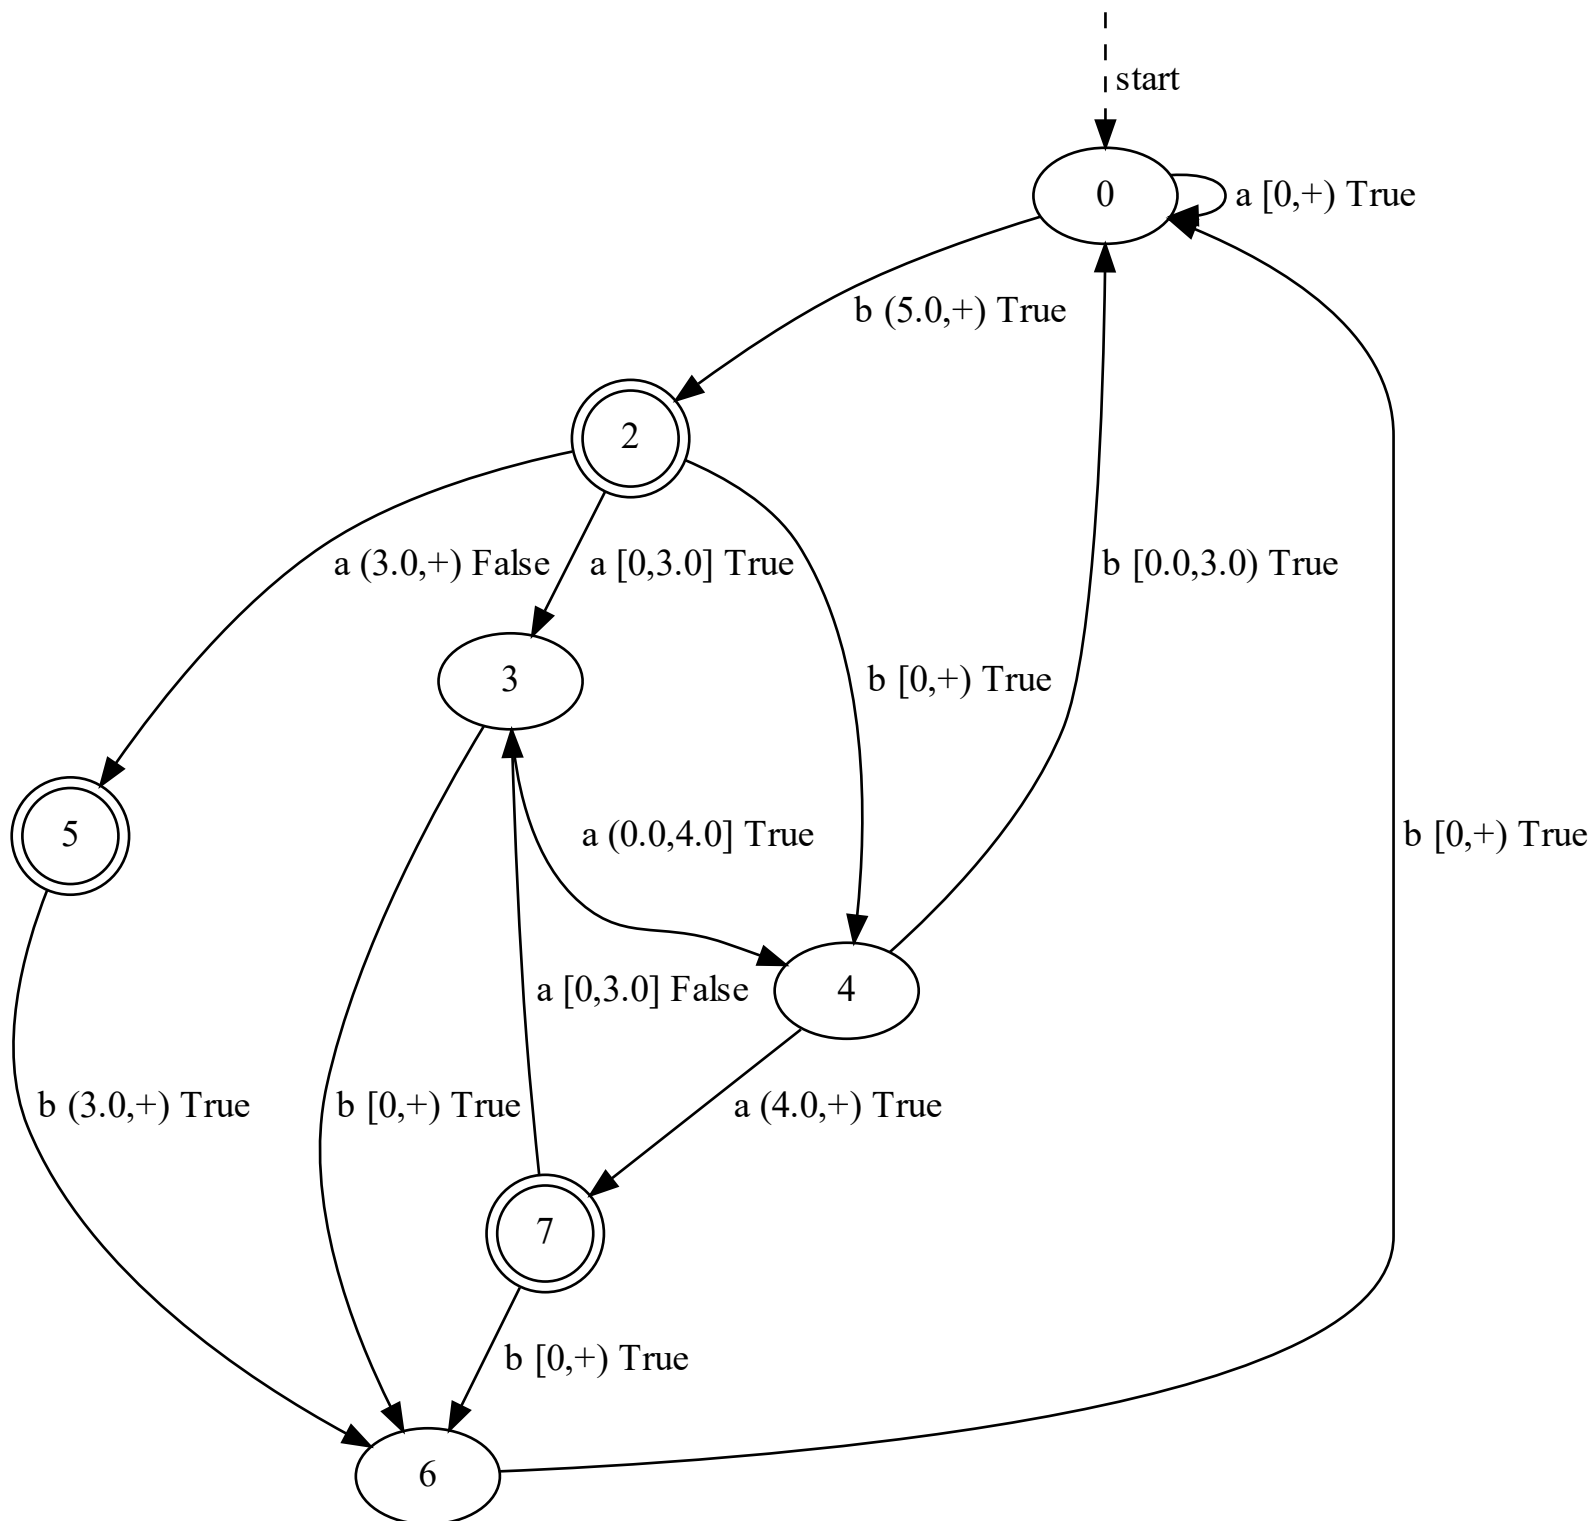 start
0
a [0,+) True
b (5.0,+) True
2
a (3.0,+) False
a [0,3.0] True
b [0.0,3.0) True
3
b [0,+) True
5
a (0.0,4.0] True
b [0,+) True
4
a [0,3.0] False
b (3.0,+) True
b [0,+) True
a (4.0,+) True
7
b [0,+) True
6